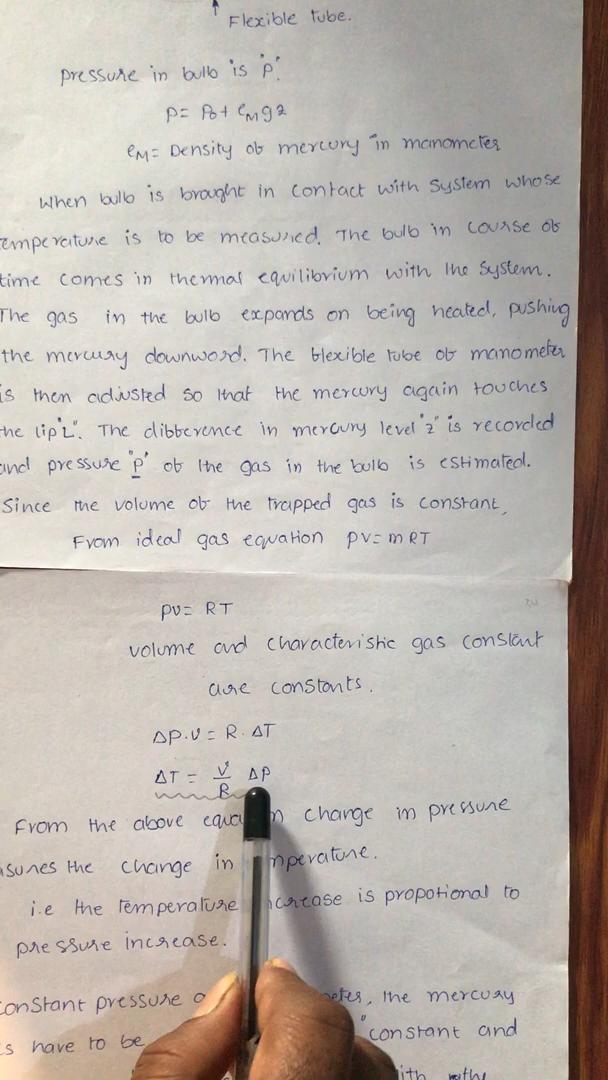 Flexible tube.
pressure in bulb is "p".
P = P₀ + ρM g z
ρM = Density of mercury in manometer
When bulb is brought in contact with system whose
temperature is to be measured. The bulb in course of
time comes in thermal equilibrium with the system.
The gas in the bulb expands on being heated, pushing
the mercury downword. The flexible tube of manometer
is then adjusted so that the mercury again touches
the lip "L". The difference in mercury level "z" is recorded
and pressure "p" of the gas in the bulb is estimated.
Since the volume of the trapped gas is constant,
From ideal gas equation PV = mRT
pv = RT
volume and characteristic gas constant
are constants.
ΔP.V = R. ΔT
ΔT = V/R ΔP
From the above change in pressure
the change in
i.e the temperature increase is propotional to
pressure increase.
constant pressure the mercury
have to be "constant and